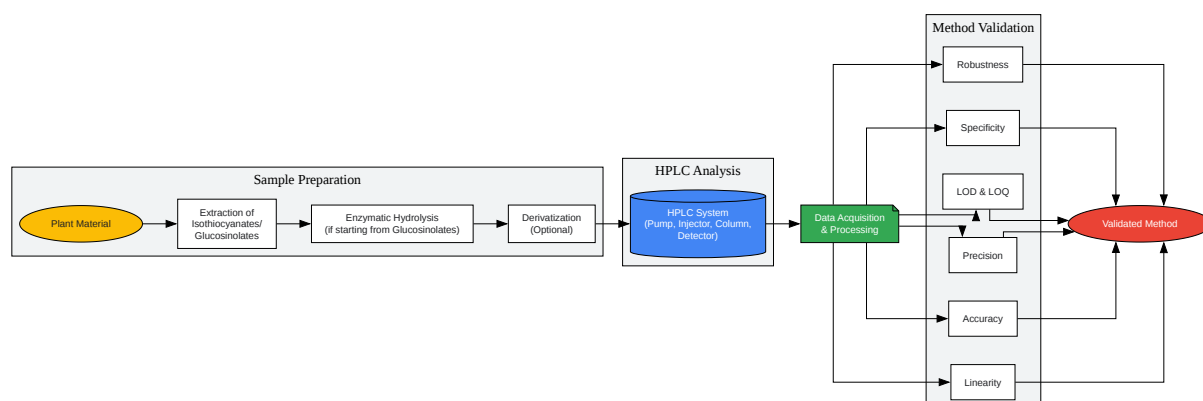 Sample Preparation
Plant Material
Extraction of
Isothiocyanates/
Glucosinolates
Enzymatic Hydrolysis
(if starting from Glucosinolates)
Derivatization
(Optional)
HPLC Analysis
HPLC System
(Pump, Injector, Column,
Detector)
Data Acquisition
& Processing
Method Validation
Robustness
Specificity
LOD & LOQ
Precision
Accuracy
Linearity
Validated Method